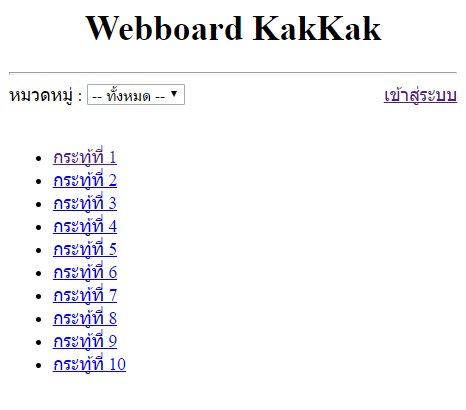 Webboard KakKak
หมวดหมู่ : -- ทั้งหมด -- เข้าสู่ระบบ
กระทู้ที่ 1
กระทู้ที่ 2
กระทู้ที่ 3
กระทู้ที่ 4
กระทู้ที่ 5
กระทู้ที่ 6
กระทู้ที่ 7
กระทู้ที่ 8
กระทู้ที่ 9
กระทู้ที่ 10